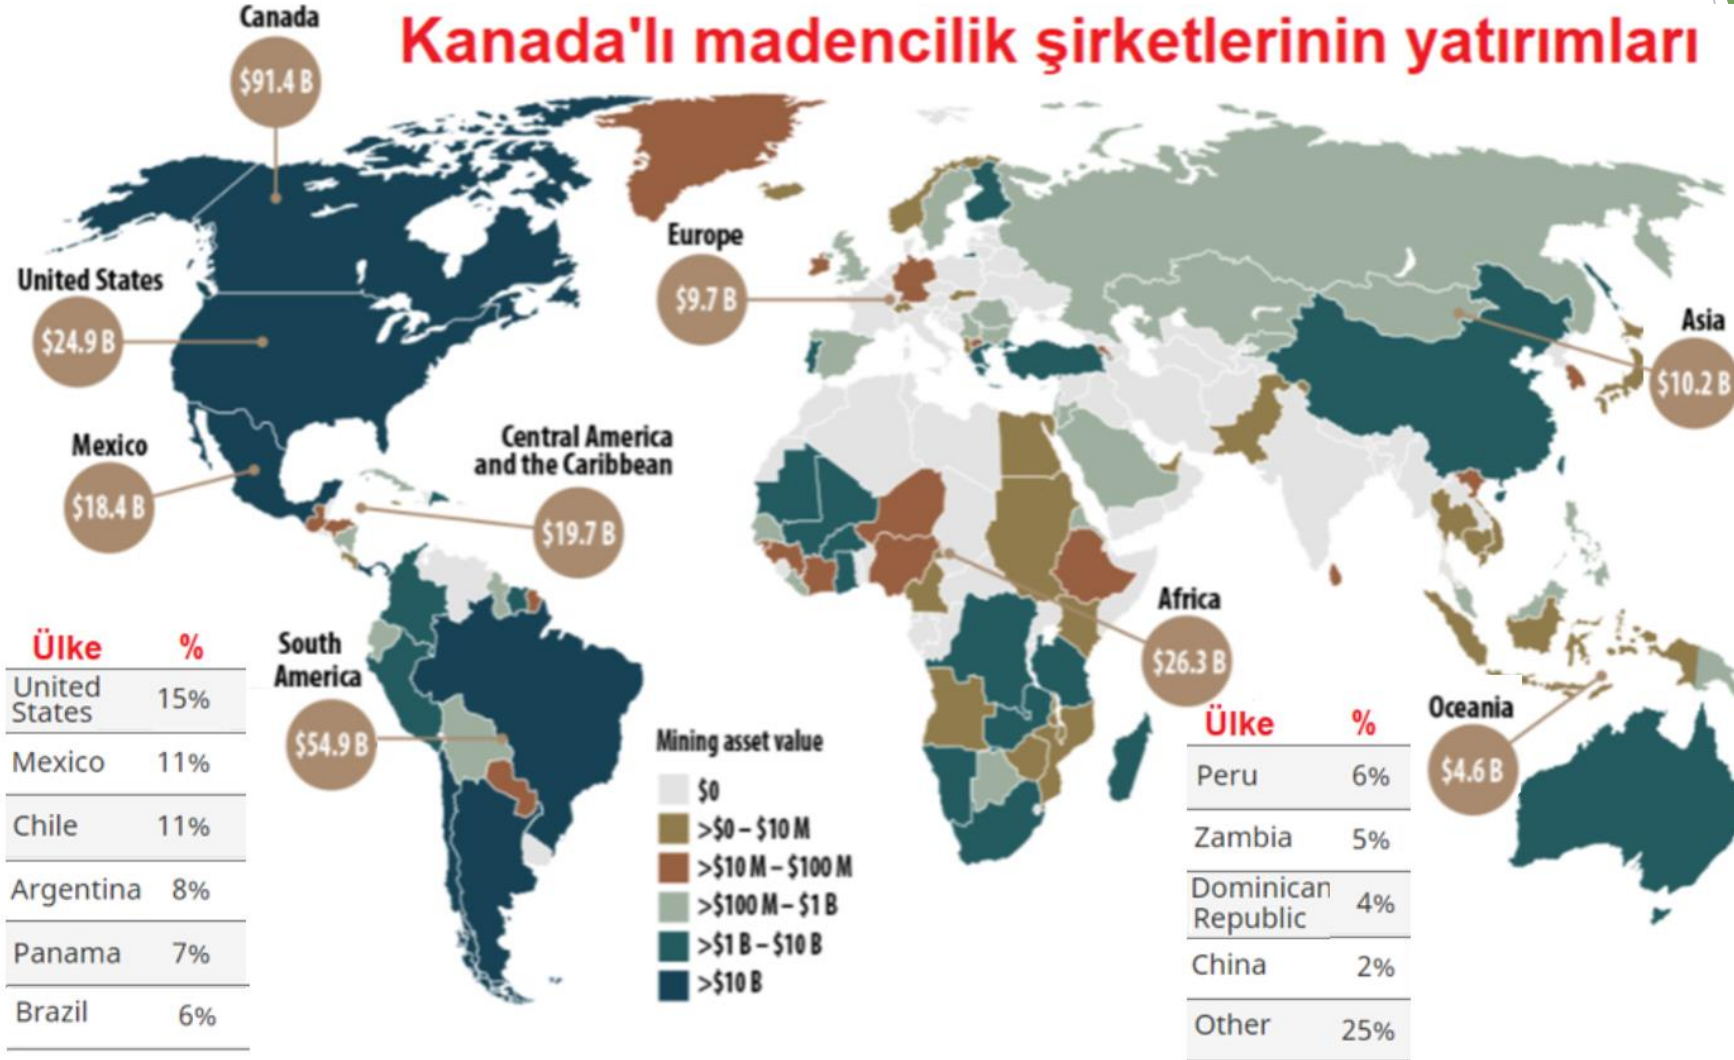 Kanada'lı madencilik şirketlerinin yatırımları
Canada
$91.4 B
United States
$24.9 B
Mexico
$18.4 B
Central America
and the Caribbean
$19.7 B
South
America
$54.9 B
Europe
$9.7 B
Africa
$26.3 B
Asia
$10.2 B
Oceania
$4.6 B
Ülke %
United
States 15%
Mexico 11%
Chile 11%
Argentina 8%
Panama 7%
Brazil 6%
Mining asset value
$0
>$0 – $10 M
>$10 M – $100 M
>$100 M – $1 B
>$1 B – $10 B
>$10 B
Ülke %
Peru 6%
Zambia 5%
Dominican
Republic 4%
China 2%
Other 25%